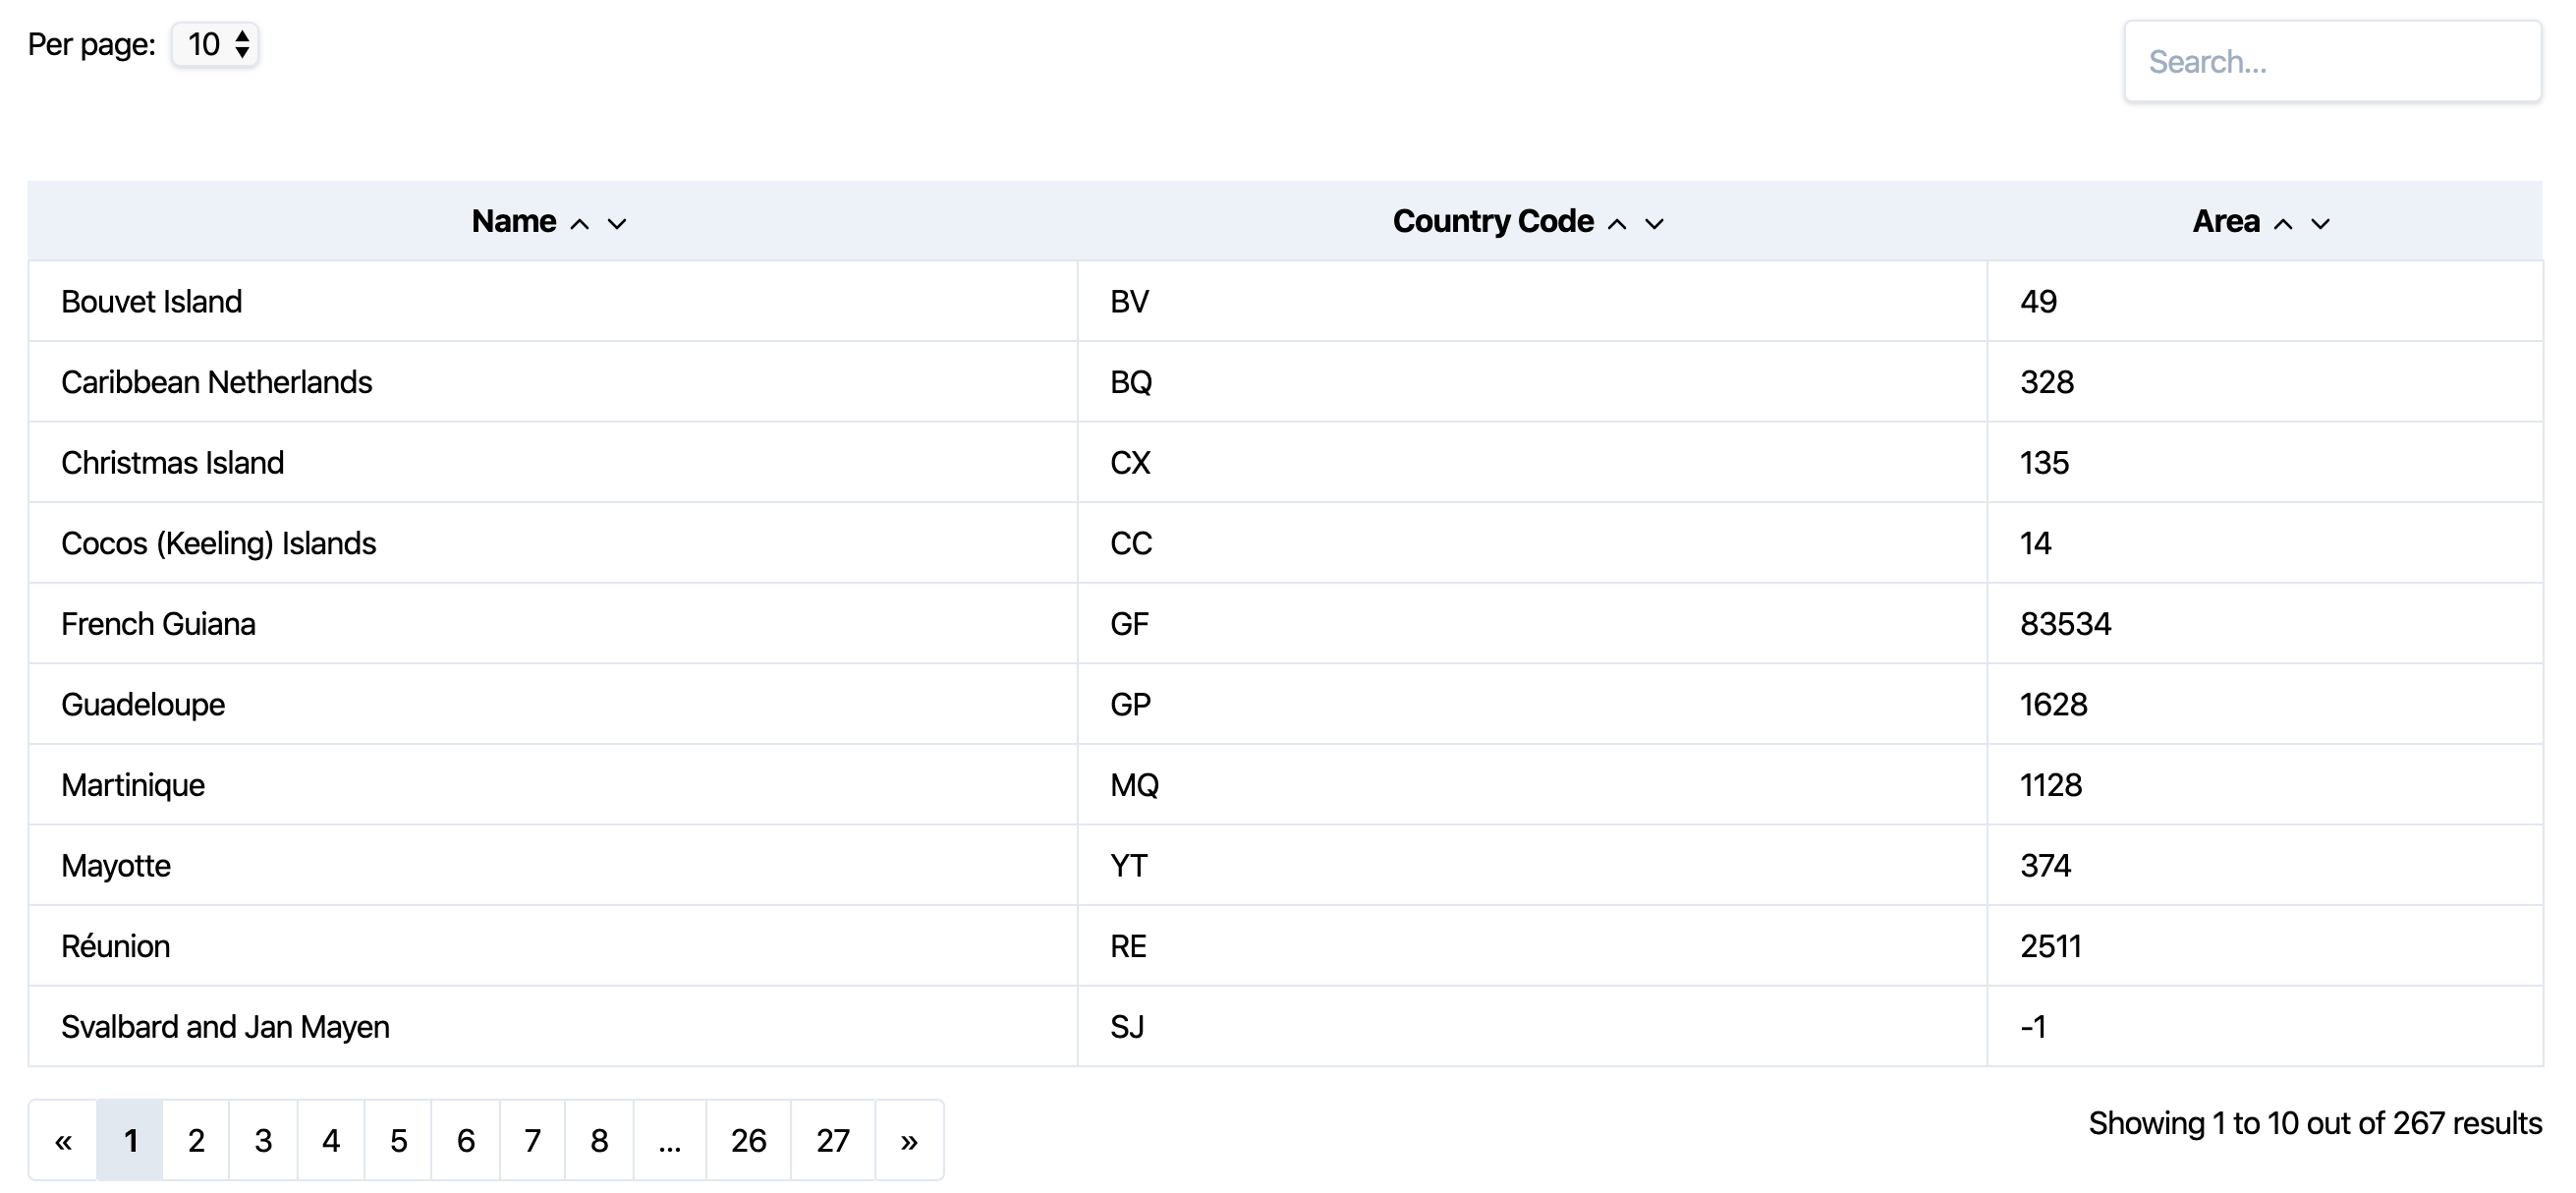 Per page: 10
Search...
Name Country Code Area
Bouvet Island BV 49
Caribbean Netherlands BQ 328
Christmas Island CX 135
Cocos (Keeling) Islands CC 14
French Guiana GF 83534
Guadeloupe GP 1628
Martinique MQ 1128
Mayotte YT 374
Réunion RE 2511
Svalbard and Jan Mayen SJ -1
« 1 2 3 4 5 6 7 8 ... 26 27 »
Showing 1 to 10 out of 267 results